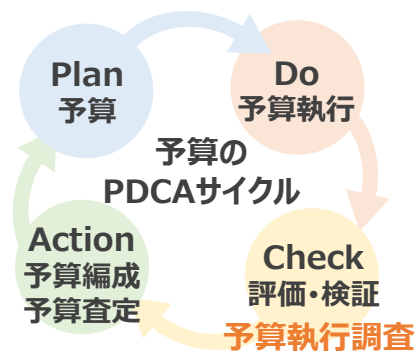 Plan
予算
Do
予算執行
予算の
PDCAサイクル
Action
予算編成
予算査定
Check
評価・検証
予算執行調査